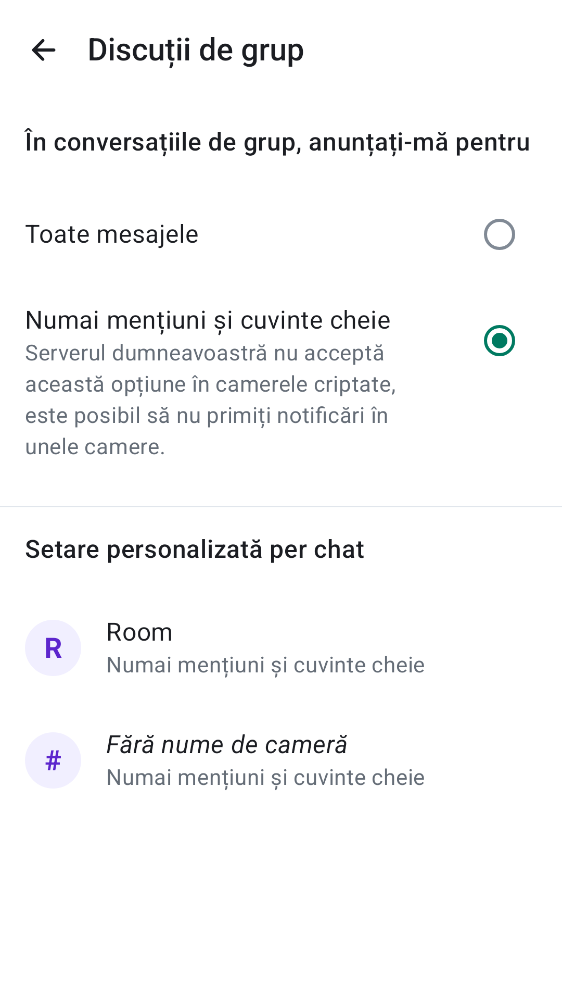 Discuții de grup
În conversațiile de grup, anunțați-mă pentru
Toate mesajele
Numai mențiuni și cuvinte cheie
Serverul dumneavoastră nu acceptă
această opțiune în camerele criptate,
este posibil să nu primiți notificări în
unele camere.
Setare personalizată per chat
R
Room
Numai mențiuni și cuvinte cheie
#
Fără nume de cameră
Numai mențiuni și cuvinte cheie